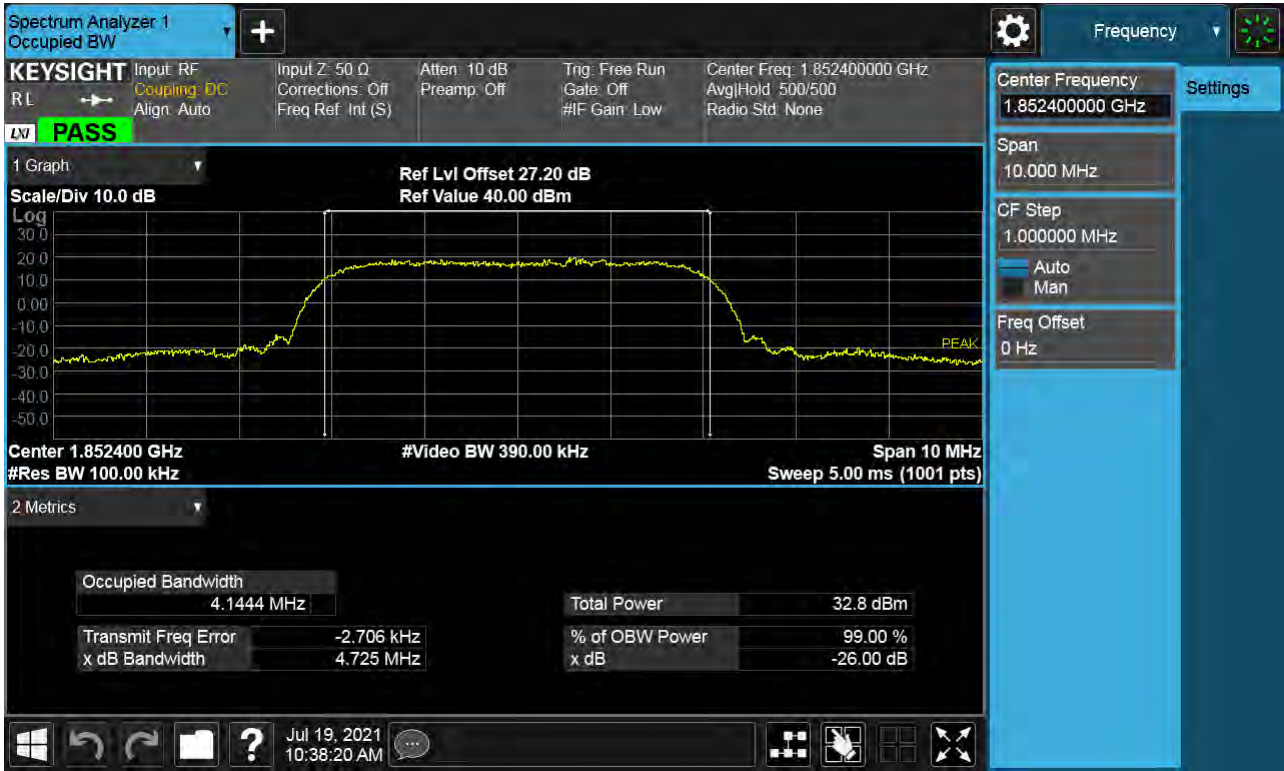 Spectrum Analyzer 1
Occupied BW
Frequency
KEYSIGHT
RL
LXI
PASS
Input: RF
Coupling: DC
Align: Auto
Input Z: 50 Ω
Corrections: Off
Freq Ref: Int (S)
Atten: 10 dB
Preamp: Off
Trig: Free Run
Gate: Off
#IF Gain: Low
Center Freq: 1.852400000 GHz
Avg|Hold: 500/500
Radio Std: None
Center Frequency
1.852400000 GHz
Settings
Span
10.000 MHz
CF Step
1.000000 MHz
Auto
Man
Freq Offset
0 Hz
1 Graph
Scale/Div 10.0 dB
Ref Lvl Offset 27.20 dB
Ref Value 40.00 dBm
Log
30.0
20.0
10.0
0.00
-10.0
-20.0
-30.0
-40.0
-50.0
PEAK
Center 1.852400 GHz
#Res BW 100.00 kHz
#Video BW 390.00 kHz
Span 10 MHz
Sweep 5.00 ms (1001 pts)
2 Metrics
Occupied Bandwidth
4.1444 MHz
Transmit Freq Error -2.706 kHz
x dB Bandwidth 4.725 MHz
Total Power 32.8 dBm
% of OBW Power 99.00 %
x dB -26.00 dB
?
Jul 19, 2021
10:38:20 AM